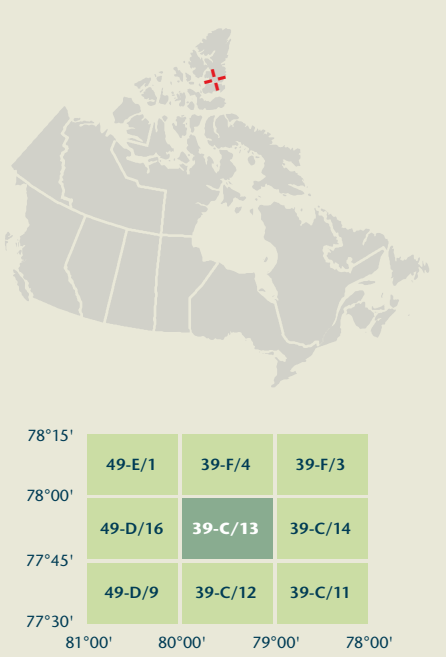 78°15'
49-E/1 39-F/4 39-F/3
78°00'
49-D/16 39-C/13 39-C/14
77°45'
49-D/9 39-C/12 39-C/11
77°30'
81°00' 80°00' 79°00' 78°00'